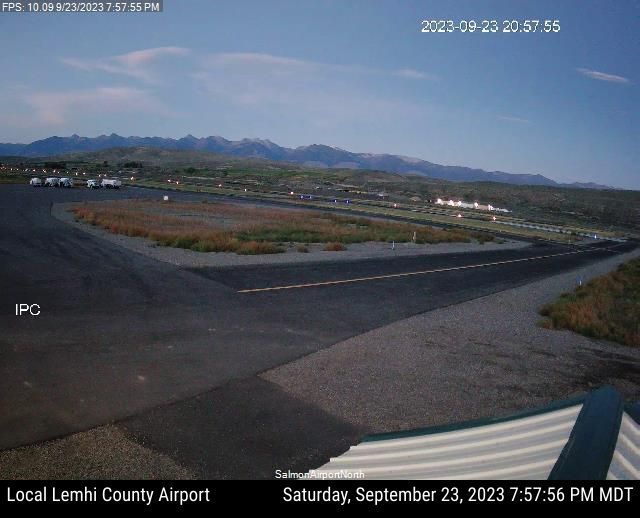 FPS: 10.09 9/23/2023 7:57:55 PM
2023-09-23 20:57:55
IPC
SalmonAirportNorth
Local Lemhi County Airport Saturday, September 23, 2023 7:57:56 PM MDT